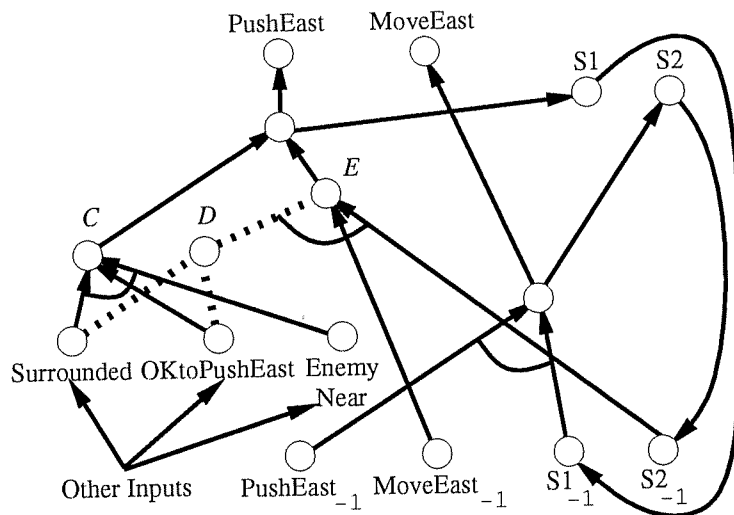 PushEast
MoveEast
S1
S2
E
C
D
Surrounded OKtoPushEast Enemy
Near
Other Inputs
PushEast-1
MoveEast-1
S1-1
S2-1